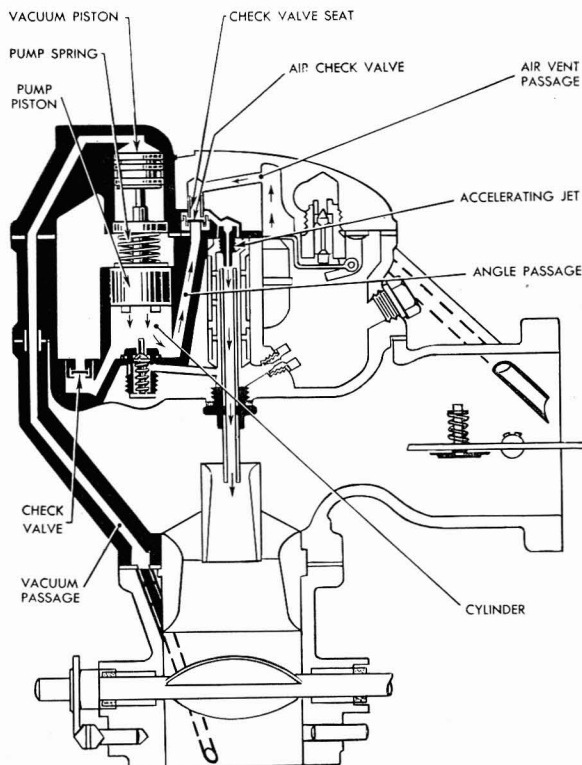 VACUUM PISTON
CHECK VALVE SEAT
PUMP SPRING
AIR CHECK VALVE
AIR VENT
PASSAGE
PUMP
PISTON
ACCELERATING JET
ANGLE PASSAGE
CHECK
VALVE
VACUUM
PASSAGE
CYLINDER